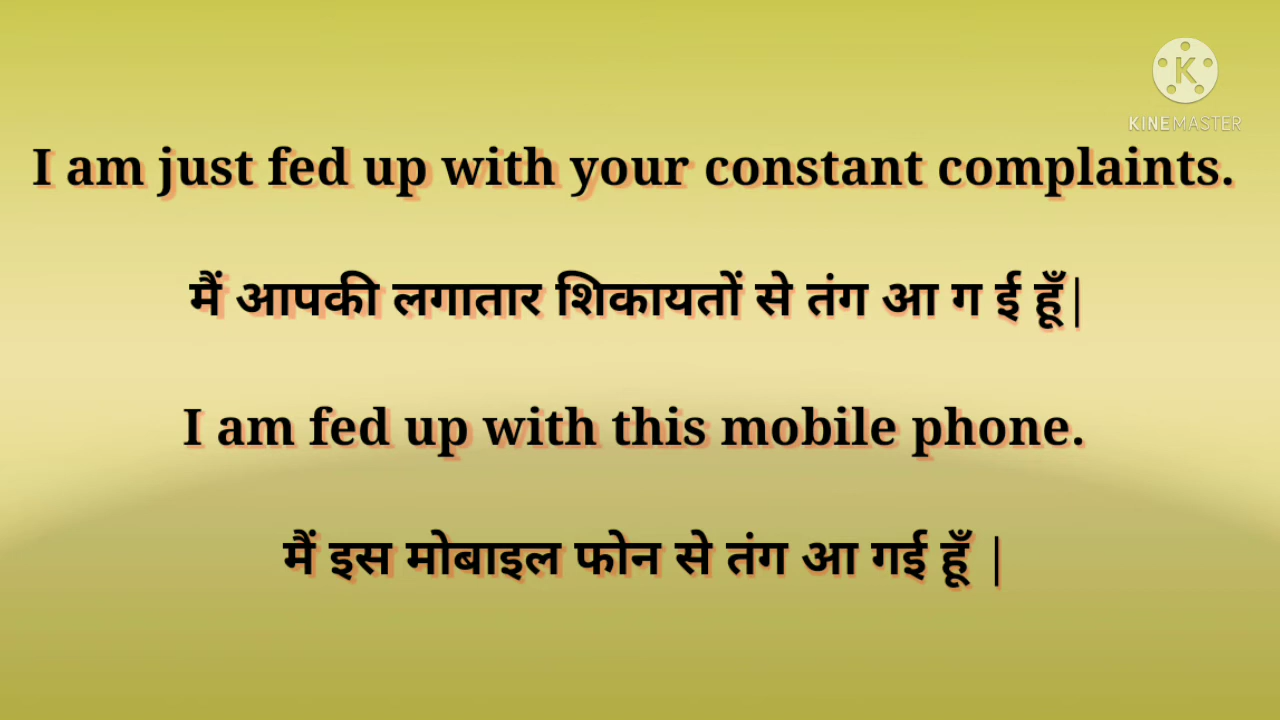 KINEMASTER
I am just fed up with your constant complaints.
मैं आपकी लगातार शिकायतों से तंग आ ग ई हूँ|
I am fed up with this mobile phone.
मैं इस मोबाइल फोन से तंग आ गई हूँ |